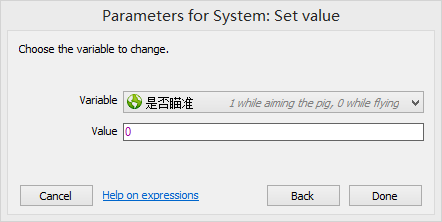 Parameters for System: Set value
Choose the variable to change.
Variable 是否瞄准 1 while aiming the pig, 0 while flying
Value 0
Cancel Help on expressions Back Done